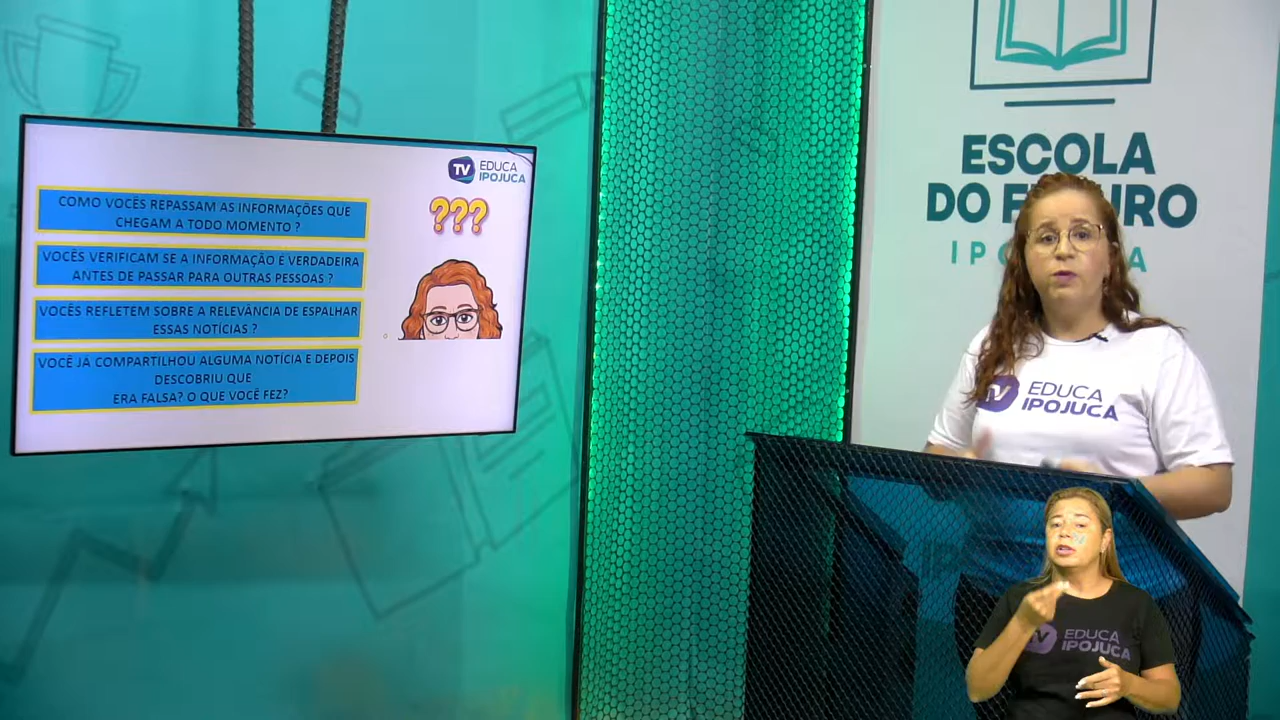 TV EDUCA
IPOJUCA
COMO VOCÊS REPASSAM AS INFORMAÇÕES QUE
CHEGAM A TODO MOMENTO ?
???
VOCÊS VERIFICAM SE A INFORMAÇÃO É VERDADEIRA
ANTES DE PASSAR PARA OUTRAS PESSOAS ?
VOCÊS REFLETEM SOBRE A RELEVÂNCIA DE ESPALHAR
ESSAS NOTÍCIAS ?
VOCÊ JÁ COMPARTILHOU ALGUMA NOTÍCIA E DEPOIS
DESCOBRIU QUE
ERA FALSA? O QUE VOCÊ FEZ?
ESCOLA
TV EDUCA
IPOJUCA
TV EDUCA
IPOJUCA